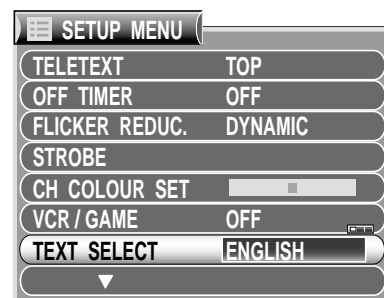 SETUP MENU
TELETEXT TOP
OFF TIMER OFF
FLICKER REDUC. DYNAMIC
STROBE
CH COLOUR SET
VCR / GAME OFF
TEXT SELECT ENGLISH